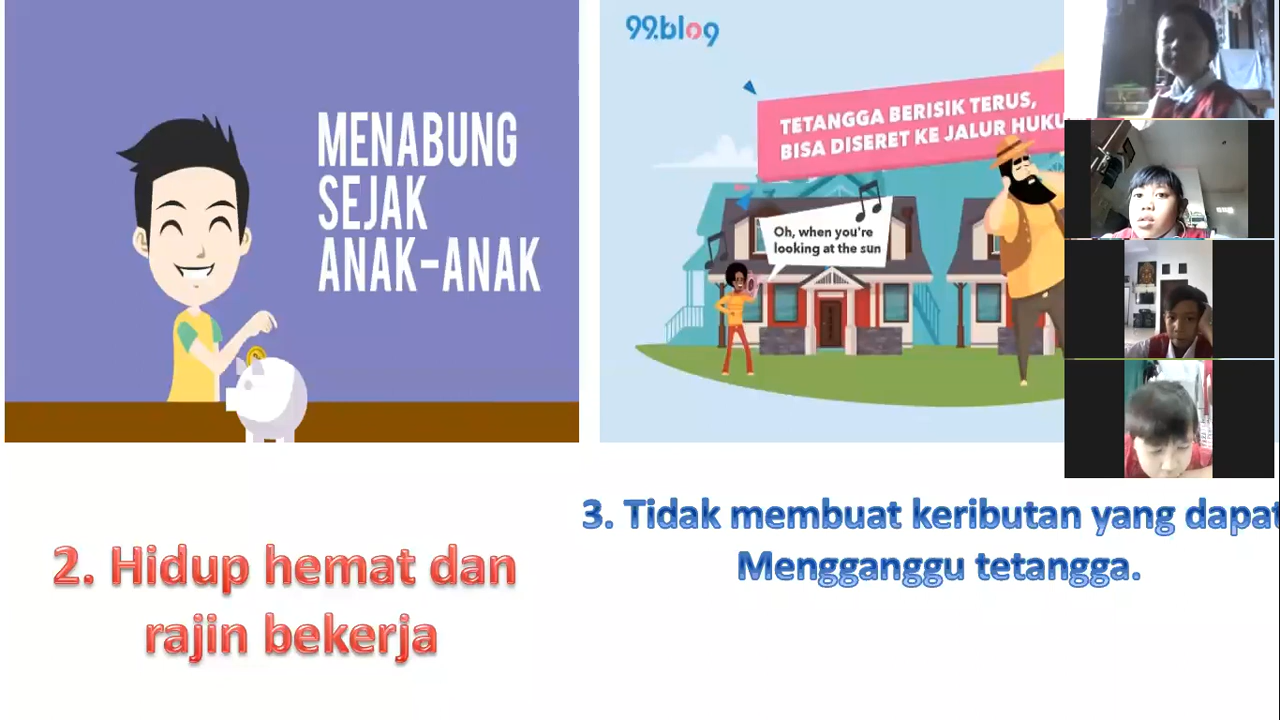 MENABUNG
SEJAK
ANAK-ANAK
2. Hidup hemat dan
rajin bekerja
99.blog
TETANGGA BERISIK TERUS,
BISA DISERET KE JALUR HUKU
Oh, when you're
looking at the sun
3. Tidak membuat keributan yang dapat
Mengganggu tetangga.